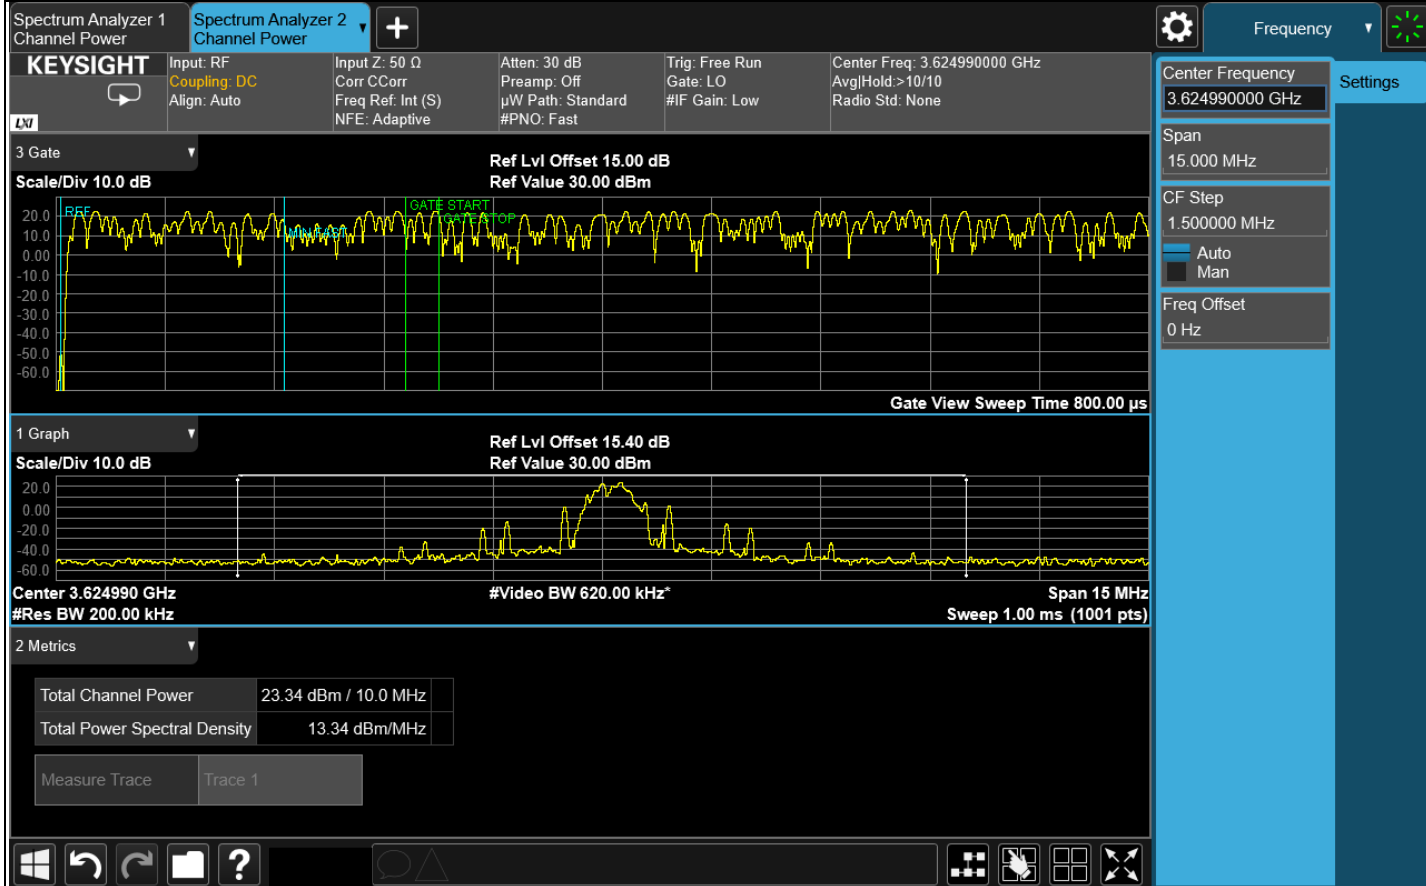 Spectrum Analyzer 1
Channel Power
Spectrum Analyzer 2
Channel Power
Frequency
KEYSIGHT
LXI
Input: RF
Coupling: DC
Align: Auto
Input Z: 50 Ω
Corr CCorr
Freq Ref: Int (S)
NFE: Adaptive
Atten: 30 dB
Preamp: Off
µW Path: Standard
#PNO: Fast
Trig: Free Run
Gate: LO
#IF Gain: Low
Center Freq: 3.624990000 GHz
Avg|Hold:>10/10
Radio Std: None
Center Frequency
3.624990000 GHz
Settings
Span
15.000 MHz
CF Step
1.500000 MHz
Auto
Man
Freq Offset
0 Hz
3 Gate
Scale/Div 10.0 dB
Ref Lvl Offset 15.00 dB
Ref Value 30.00 dBm
20.0
10.0
0.00
-10.0
-20.0
-30.0
-40.0
-50.0
-60.0
REF
MIN FAST
GATE START
GATE STOP
Gate View Sweep Time 800.00 µs
1 Graph
Scale/Div 10.0 dB
Ref Lvl Offset 15.40 dB
Ref Value 30.00 dBm
20.0
0.00
-20.0
-40.0
-60.0
Center 3.624990 GHz
#Video BW 620.00 kHz*
Span 15 MHz
#Res BW 200.00 kHz
Sweep 1.00 ms (1001 pts)
2 Metrics
Total Channel Power 23.34 dBm / 10.0 MHz
Total Power Spectral Density 13.34 dBm/MHz
Measure Trace Trace 1
?